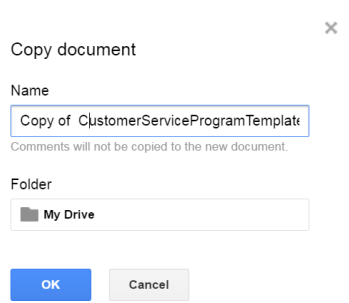 Copy document
Name
Copy of  CustomerServiceProgramTemplate
Comments will not be copied to the new document.
Folder
My Drive
OK
Cancel